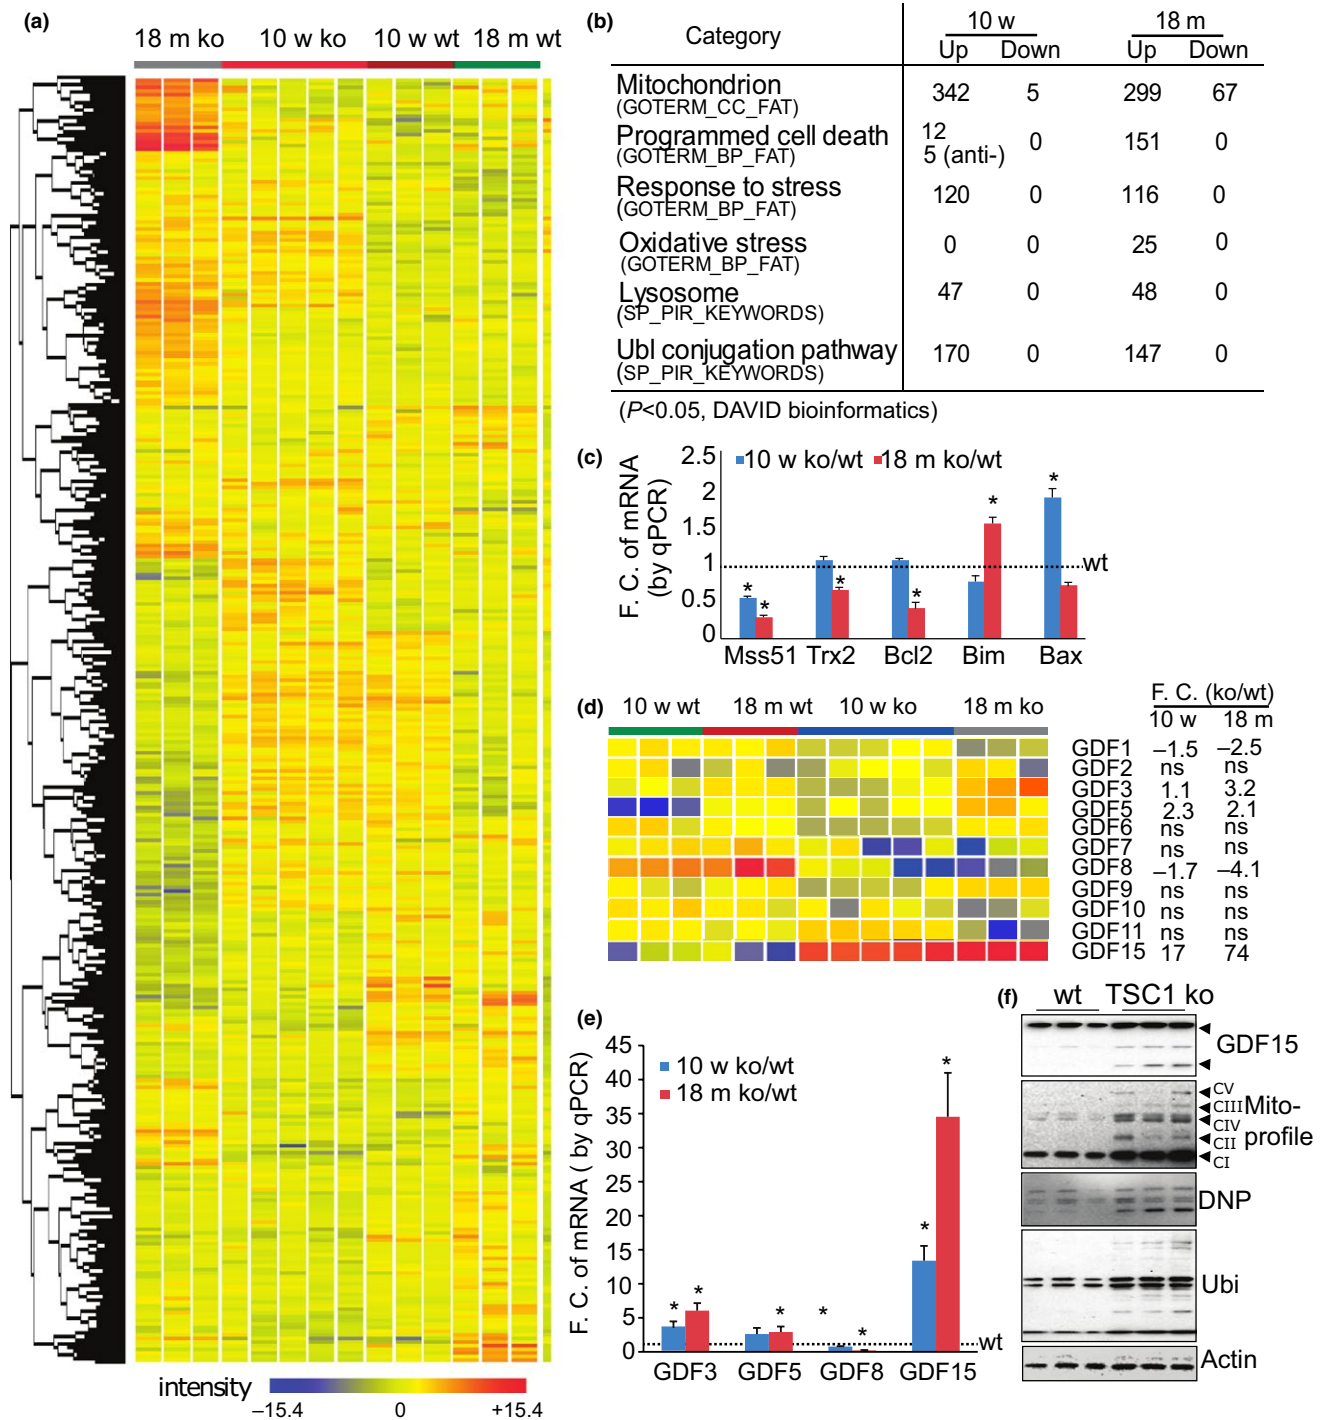 (a)
18 m ko 10 w ko 10 w wt 18 m wt
intensity
–15.4 0 +15.4
(b)
Category 10 w 18 m
Up Down Up Down
Mitochondrion 342 5 299 67
(GOTERM_CC_FAT)
Programmed cell death 12 0 151 0
(GOTERM_BP_FAT) 5 (anti-)
Response to stress 120 0 116 0
(GOTERM_BP_FAT)
Oxidative stress 0 0 25 0
(GOTERM_BP_FAT)
Lysosome 47 0 48 0
(SP_PIR_KEYWORDS)
Ubl conjugation pathway 170 0 147 0
(SP_PIR_KEYWORDS)
(P<0.05, DAVID bioinformatics)
(c)
F. C. of mRNA
(by qPCR)
2.5
2
1.5
1
0.5
0
10 w ko/wt 18 m ko/wt
* * * * * *
wt
Mss51 Trx2 Bcl2 Bim Bax
(d)
10 w wt 18 m wt 10 w ko 18 m ko
F. C. (ko/wt)
10 w 18 m
GDF1 –1.5 –2.5
GDF2 ns ns
GDF3 1.1 3.2
GDF5 2.3 2.1
GDF6 ns ns
GDF7 ns ns
GDF8 –1.7 –4.1
GDF9 ns ns
GDF10 ns ns
GDF11 ns ns
GDF15 17 74
(e)
F. C. of mRNA ( by qPCR)
45
40
35
30
25
20
15
10
5
0
10 w ko/wt
18 m ko/wt
* * * * * * *
wt
GDF3 GDF5 GDF8 GDF15
(f)
wt TSC1 ko
GDF15
CV
CIII
CIV
CII
CI
Mito-
profile
DNP
Ubi
Actin